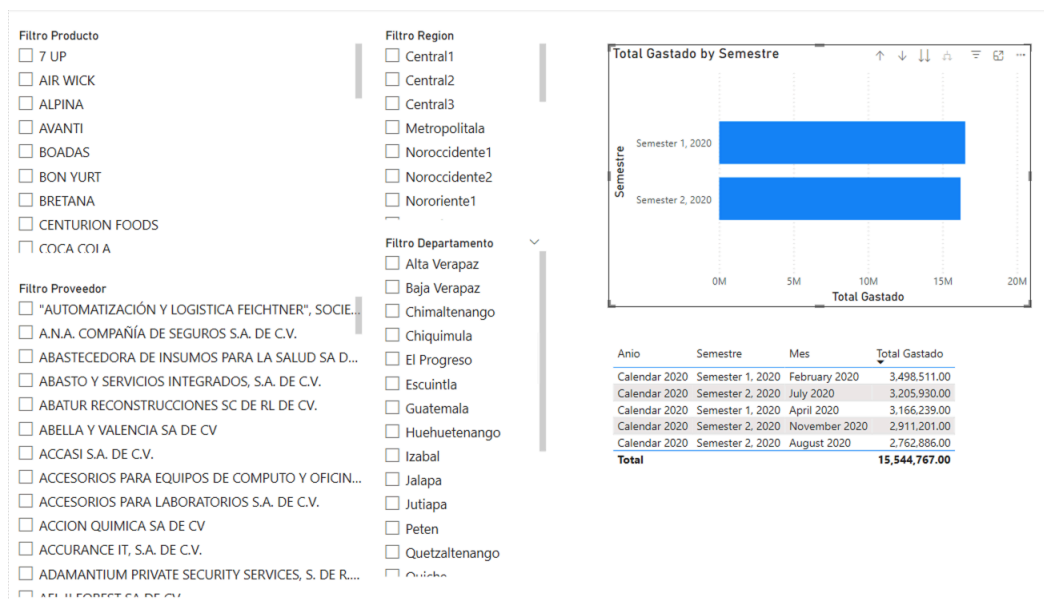 Filtro Producto
7 UP
AIR WICK
ALPINA
AVANTI
BOADAS
BON YURT
BRETANA
CENTURION FOODS
COCA COLA
Filtro Proveedor
"AUTOMATIZACIÓN Y LOGISTICA FEICHTNER", SOCIE...
A.N.A. COMPAÑÍA DE SEGUROS S.A. DE C.V.
ABASTECEDORA DE INSUMOS PARA LA SALUD SA D...
ABASTO Y SERVICIOS INTEGRADOS, S.A. DE C.V.
ABATUR RECONSTRUCCIONES SC DE RL DE CV.
ABELLA Y VALENCIA SA DE CV
ACCASI S.A. DE C.V.
ACCESORIOS PARA EQUIPOS DE COMPUTO Y OFICIN...
ACCESORIOS PARA LABORATORIOS S.A. DE C.V.
ACCION QUIMICA SA DE CV
ACCURANCE IT, S.A. DE C.V.
ADAMANTIUM PRIVATE SECURITY SERVICES, S. DE R....
Filtro Region
Central1
Central2
Central3
Metropolitala
Noroccidente1
Noroccidente2
Nororiente1
Filtro Departamento
Alta Verapaz
Baja Verapaz
Chimaltenango
Chiquimula
El Progreso
Escuintla
Guatemala
Huehuetenango
Izabal
Jalapa
Jutiapa
Peten
Quetzaltenango
Quiche
Total Gastado by Semestre
Semestre
Semester 1, 2020
Semester 2, 2020
0M 5M 10M 15M 20M
Total Gastado
Anio Semestre Mes Total Gastado
Calendar 2020 Semester 1, 2020 February 2020 3,498,511.00
Calendar 2020 Semester 2, 2020 July 2020 3,205,930.00
Calendar 2020 Semester 1, 2020 April 2020 3,166,239.00
Calendar 2020 Semester 2, 2020 November 2020 2,911,201.00
Calendar 2020 Semester 2, 2020 August 2020 2,762,886.00
Total 15,544,767.00